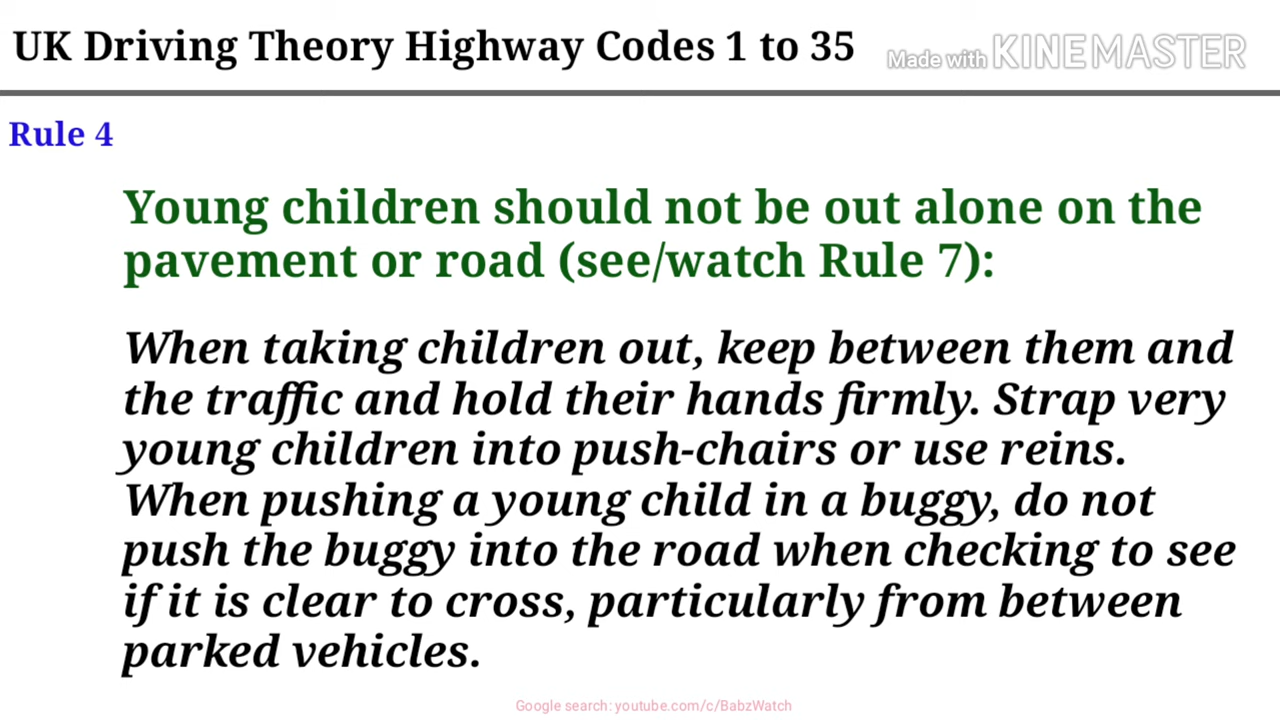 UK Driving Theory Highway Codes 1 to 35
Made with KINEMASTER
Rule 4
Young children should not be out alone on the
pavement or road (see/watch Rule 7):
When taking children out, keep between them and
the traffic and hold their hands firmly. Strap very
young children into push-chairs or use reins.
When pushing a young child in a buggy, do not
push the buggy into the road when checking to see
if it is clear to cross, particularly from between
parked vehicles.
Google search: youtube.com/c/BabzWatch